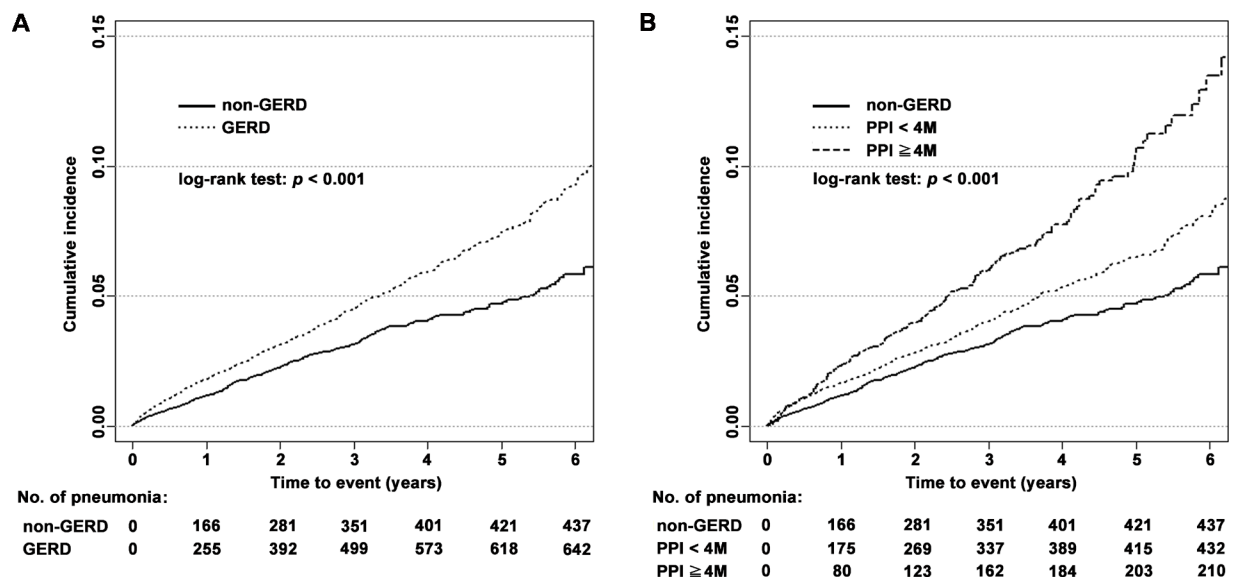 A
0.15
0.10
0.05
0.00
Cumulative incidence
non-GERD
GERD
log-rank test: p < 0.001
0 1 2 3 4 5 6
Time to event (years)
No. of pneumonia:
non-GERD 0 166 281 351 401 421 437
GERD 0 255 392 499 573 618 642
B
0.15
0.10
0.05
0.00
Cumulative incidence
non-GERD
PPI < 4M
PPI ≧ 4M
log-rank test: p < 0.001
0 1 2 3 4 5 6
Time to event (years)
No. of pneumonia:
non-GERD 0 166 281 351 401 421 437
PPI < 4M 0 175 269 337 389 415 432
PPI ≧ 4M 0 80 123 162 184 203 210